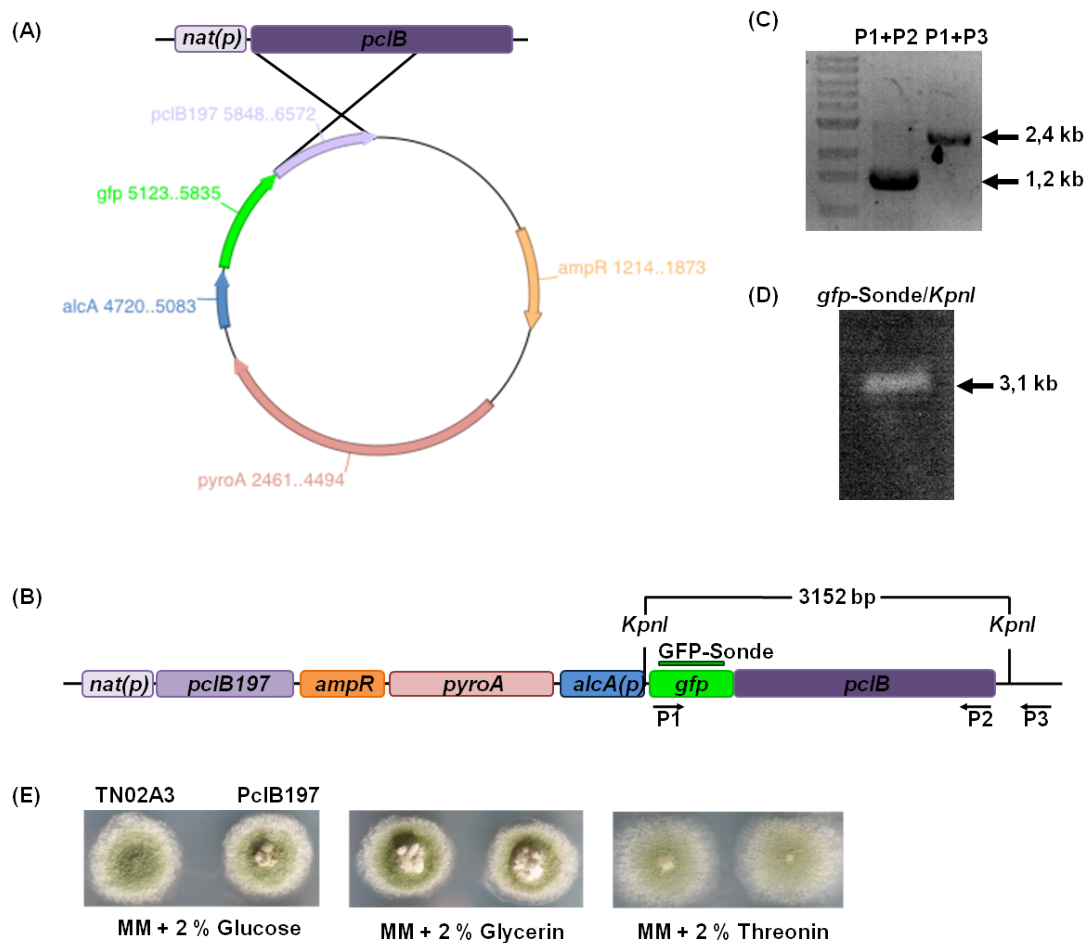 (A)
nat(p) pclB
pclB197 5848..6572
gfp 5123..5835
alcA 4720..5083
ampR 1214..1873
pyroA 2461..4494
(C)
P1+P2 P1+P3
2,4 kb
1,2 kb
(D)
gfp-Sonde/KpnI
3,1 kb
(B)
3152 bp
KpnI KpnI
GFP-Sonde
nat(p) pclB197 ampR pyroA alcA(p) gfp pclB
P1 P2 P3
(E)
TN02A3 PclB197
MM + 2 % Glucose MM + 2 % Glycerin MM + 2 % Threonin